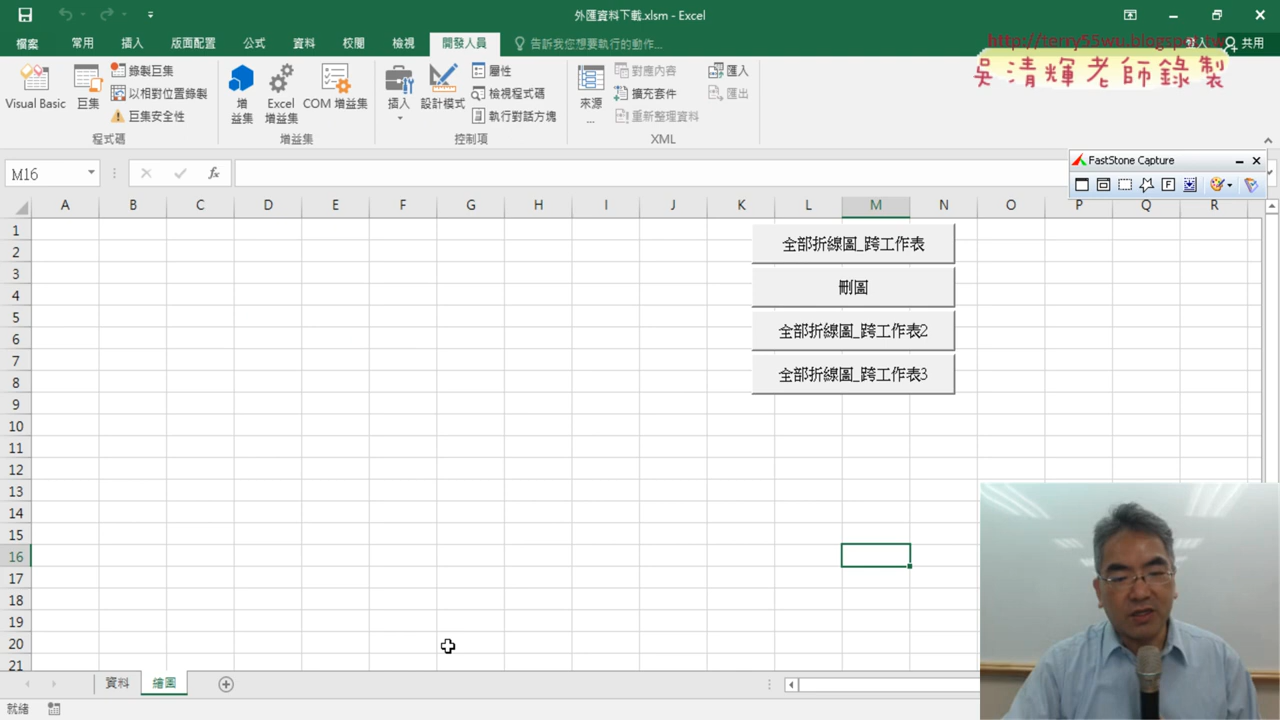 外匯資料下載.xlsm - Excel
檔案 常用 插入 版面配置 公式 資料 校閱 檢視 開發人員 告訴我您想要執行的動作... 登入 共用
http://terry55wu.blogspot.tw
吳清輝老師錄製
Visual Basic 巨集 錄製巨集 以相對位置錄製 巨集安全性 增益集 Excel 增益集 COM 增益集 插入 設計模式 屬性 檢視程式碼 執行對話方塊 來源... 對應內容 擴充套件 重新整理資料 匯入 匯出
程式碼 增益集 控制項 XML
FastStone Capture
M16 fx
A B C D E F G H I J K L M N O P Q R
1
2
3
4
5
6
7
8
9
10
11
12
13
14
15
16
17
18
19
20
21
全部折線圖_跨工作表
刪圖
全部折線圖_跨工作表2
全部折線圖_跨工作表3
資料 繪圖
就緒